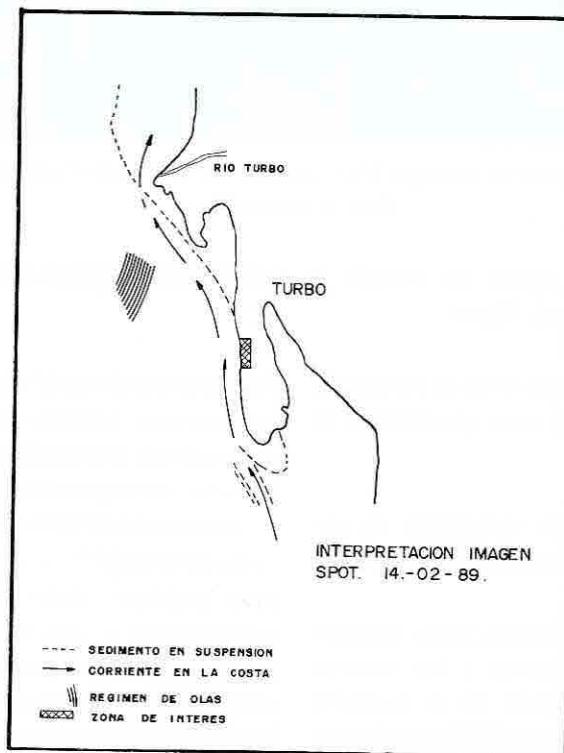 RIO TURBO
TURBO
INTERPRETACION IMAGEN
SPOT. 14.-02-89.
SEDIMENTO EN SUSPENSION
CORRIENTE EN LA COSTA
REGIMEN DE OLAS
ZONA DE INTERES